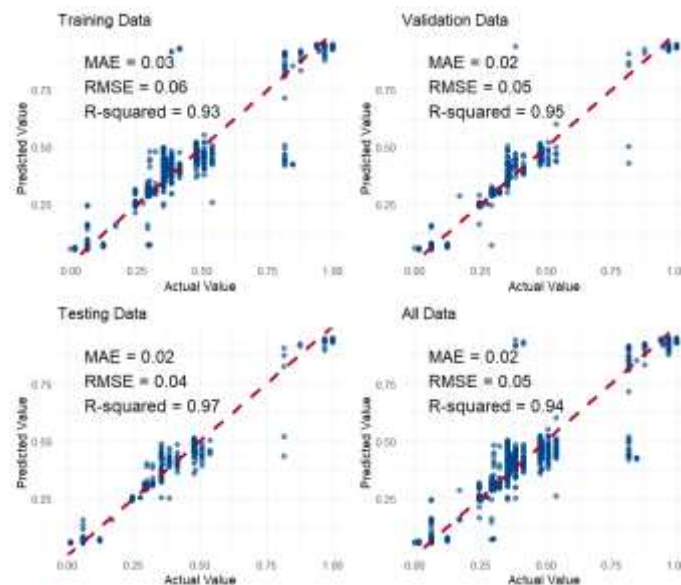 Training Data
MAE = 0.03
RMSE = 0.06
R-squared = 0.93
Predicted Value
0.75
0.50
0.25
0.00
0.25
0.50
0.75
1.00
Actual Value
Validation Data
MAE = 0.02
RMSE = 0.05
R-squared = 0.95
Predicted Value
0.75
0.50
0.25
0.00
0.25
0.50
0.75
1.0
Actual Value
Testing Data
MAE = 0.02
RMSE = 0.04
R-squared = 0.97
Predicted Value
0.75
0.50
0.25
0.00
0.25
0.50
0.75
1.00
Actual Value
All Data
MAE = 0.02
RMSE = 0.05
R-squared = 0.94
Predicted Value
0.75
0.50
0.25
0.00
0.25
0.50
0.75
1.0
Actual Value